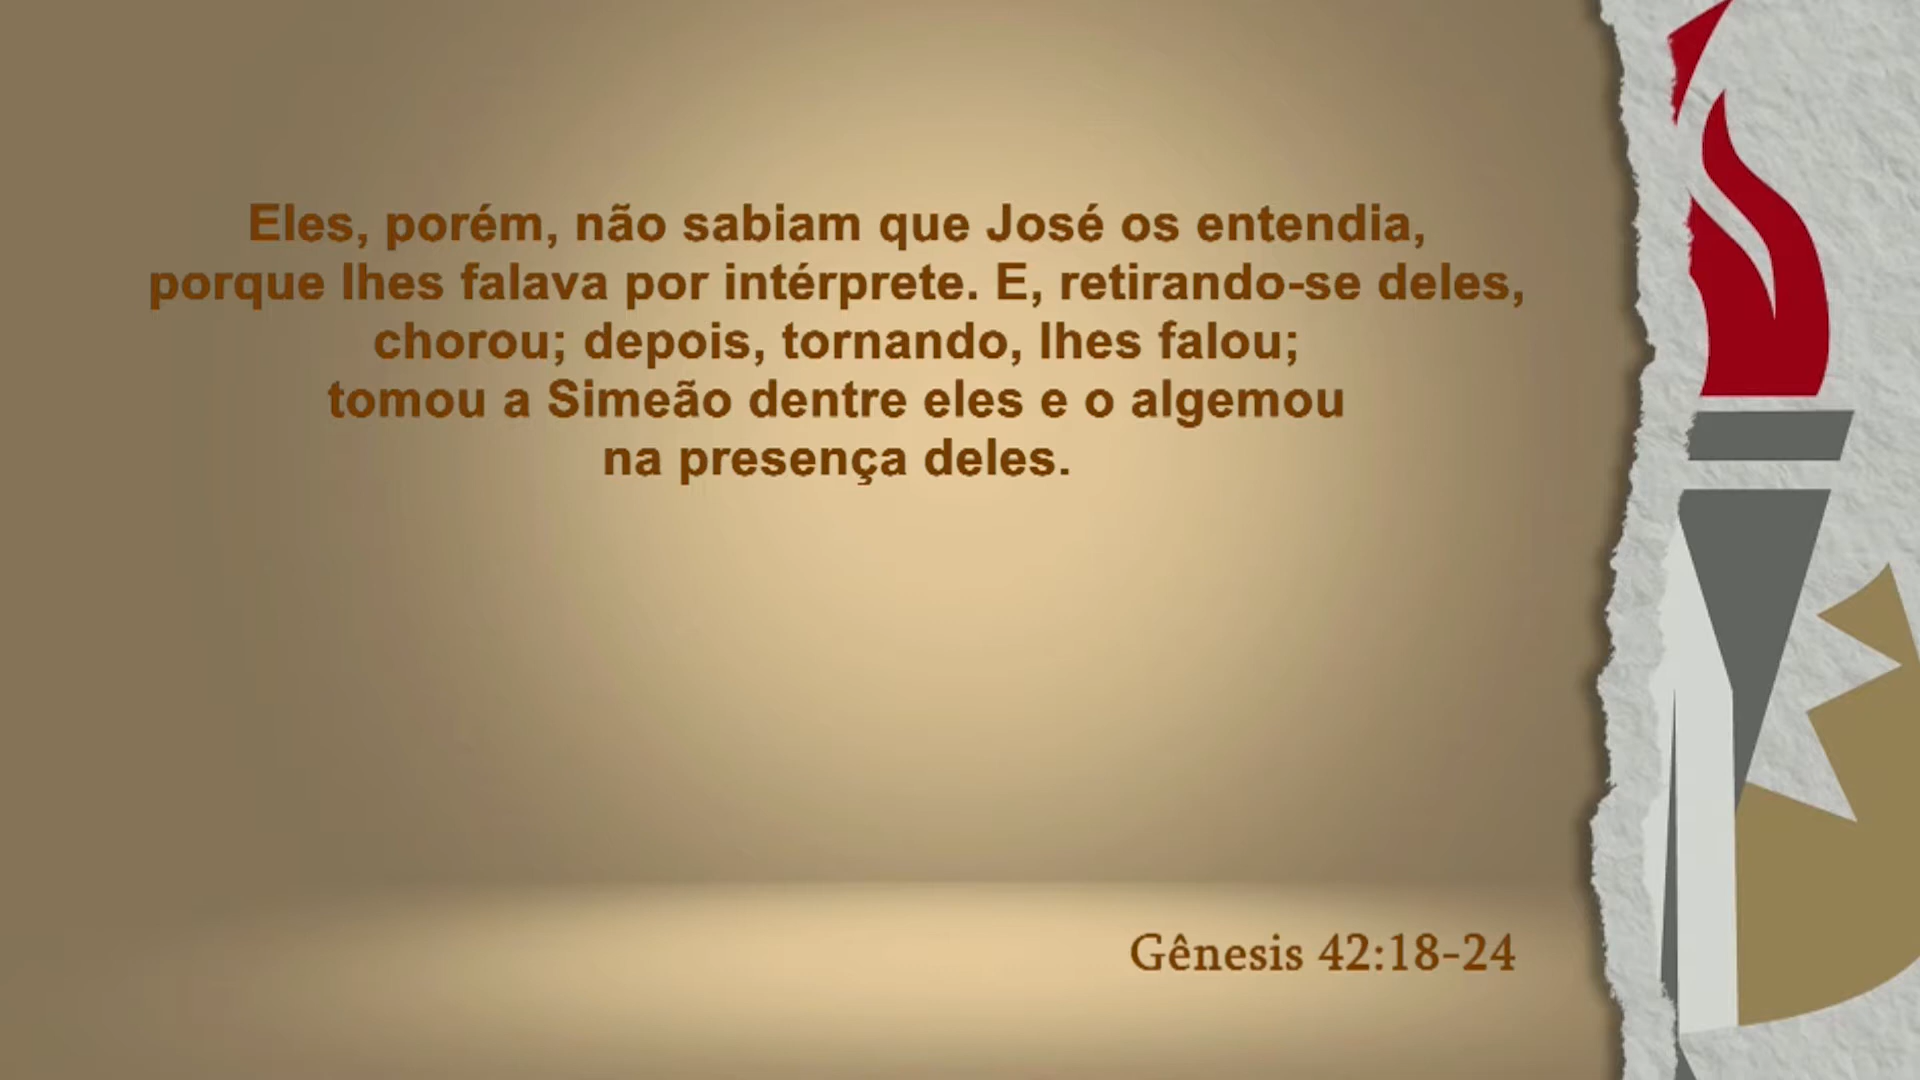 Eles, porém, não sabiam que José os entendia,
porque lhes falava por intérprete. E, retirando-se deles,
chorou; depois, tornando, lhes falou;
tomou a Simeão dentre eles e o algemou
na presença deles.
Gênesis 42:18-24